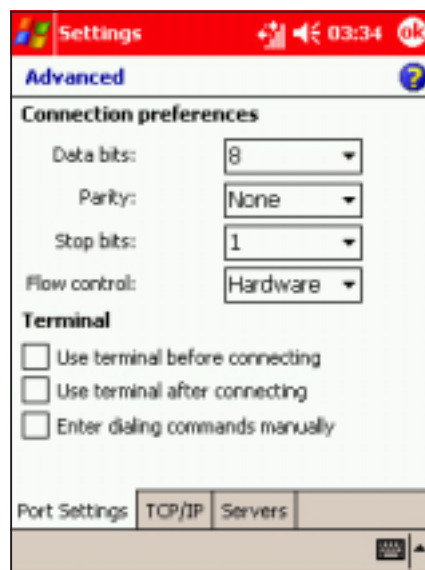 Settings 03:34 ok
Advanced
Connection preferences
Data bits: 8
Parity: None
Stop bits: 1
Flow control: Hardware
Terminal
Use terminal before connecting
Use terminal after connecting
Enter dialing commands manually
Port Settings TCP/IP Servers